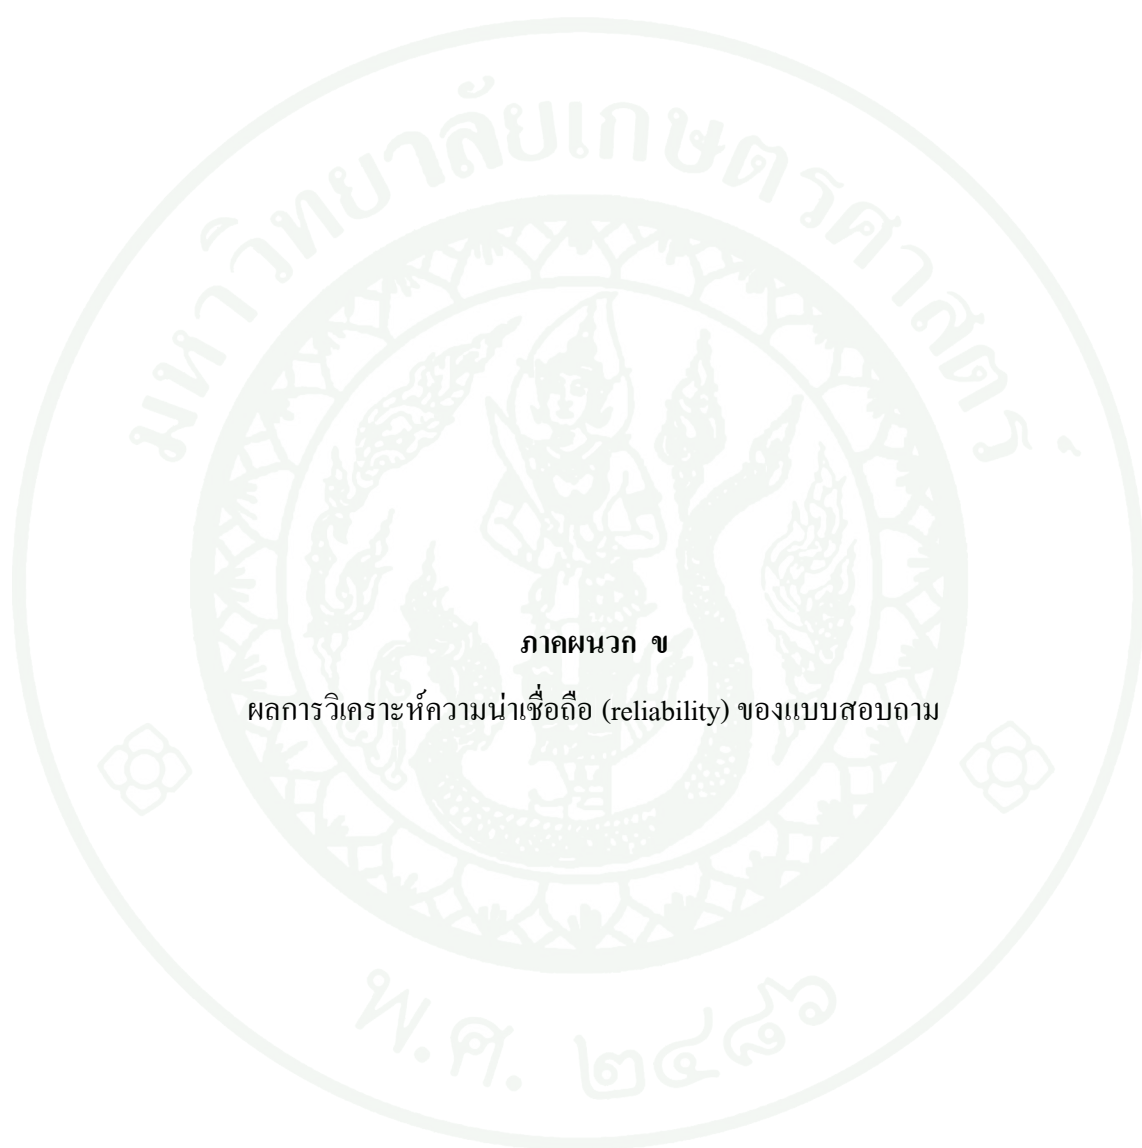 มหาวิทยาลัยเกษตรศาสตร์
ภาคผนวก ข
ผลการวิเคราะห์ความน่าเชื่อถือ (reliability) ของแบบสอบถาม
พ.ศ. ๒๔๘๖